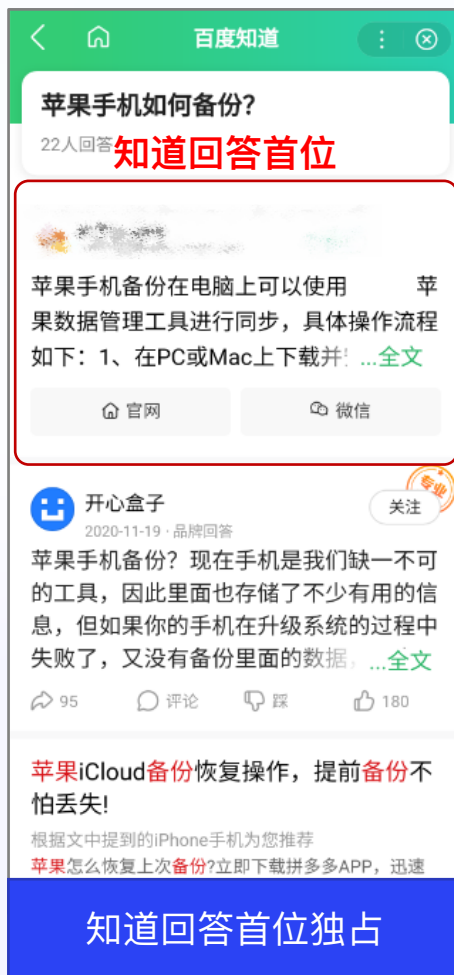 百度知道
苹果手机如何备份?
22人回答
知道回答首位
苹果手机备份在电脑上可以使用 苹
果数据管理工具进行同步，具体操作流程
如下：1、在PC或Mac上下载并 ...全文
官网 微信
专业
开心盒子 关注
2020-11-19 · 品牌回答
苹果手机备份？现在手机是我们缺一不可
的工具，因此里面也存储了不少有用的信
息，但如果你的手机在升级系统的过程中
失败了，又没有备份里面的数据， ...全文
95 评论 踩 180
苹果iCloud备份恢复操作，提前备份不
怕丢失!
根据文中提到的iPhone手机为您推荐
苹果怎么恢复上次备份?立即下载拼多多APP，迅速
知道回答首位独占